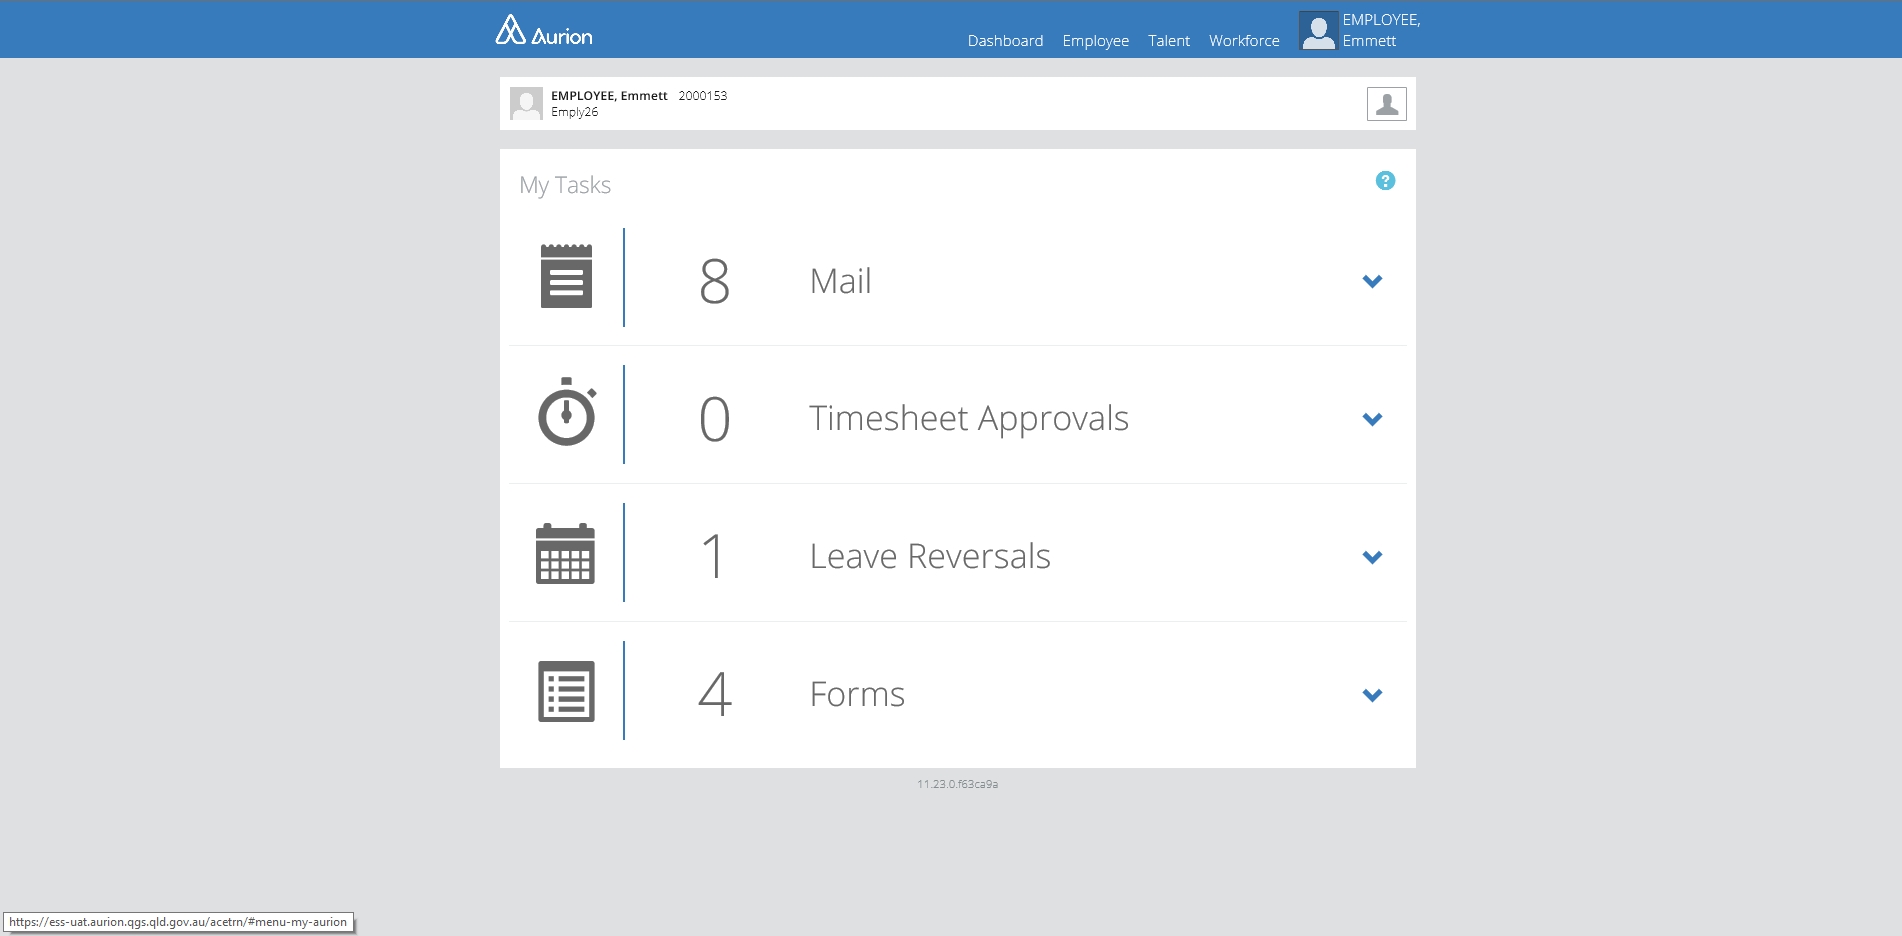 Aurion
Dashboard Employee Talent Workforce
EMPLOYEE,
Emmett
EMPLOYEE, Emmett 2000153
Emply26
My Tasks
?
8 Mail
0 Timesheet Approvals
1 Leave Reversals
4 Forms
11.23.0.f63ca9a
https://ess-uat.aurion.qgs.qld.gov.au/acetrn/#menu-my-aurion